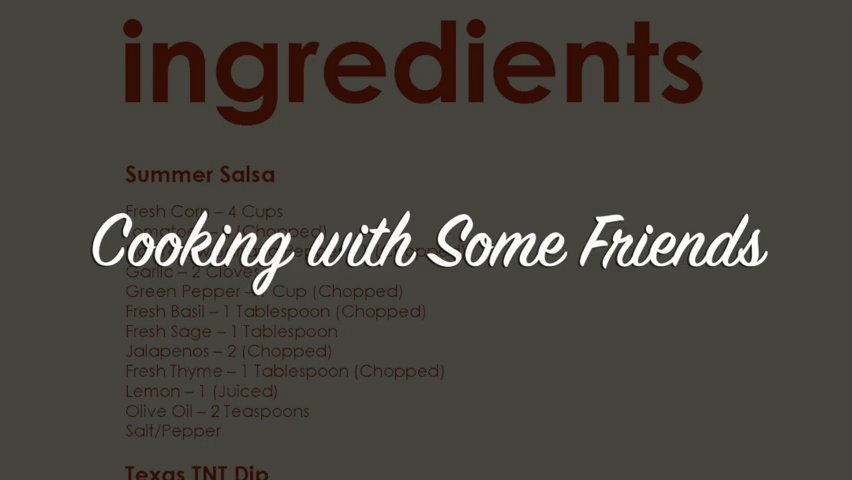 ingredients
Summer Salsa
Fresh Corn – 4 Cups
(Chopped)
Cooking with Some Friends
Garlic – 2 Cloves
Green Pepper – Cup (Chopped)
Fresh Basil – 1 Tablespoon (Chopped)
Fresh Sage – 1 Tablespoon
Jalapenos – 2 (Chopped)
Fresh Thyme – 1 Tablespoon (Chopped)
Lemon – 1 (Juiced)
Olive Oil – 2 Teaspoons
Salt/Pepper
Texas TNT Dip